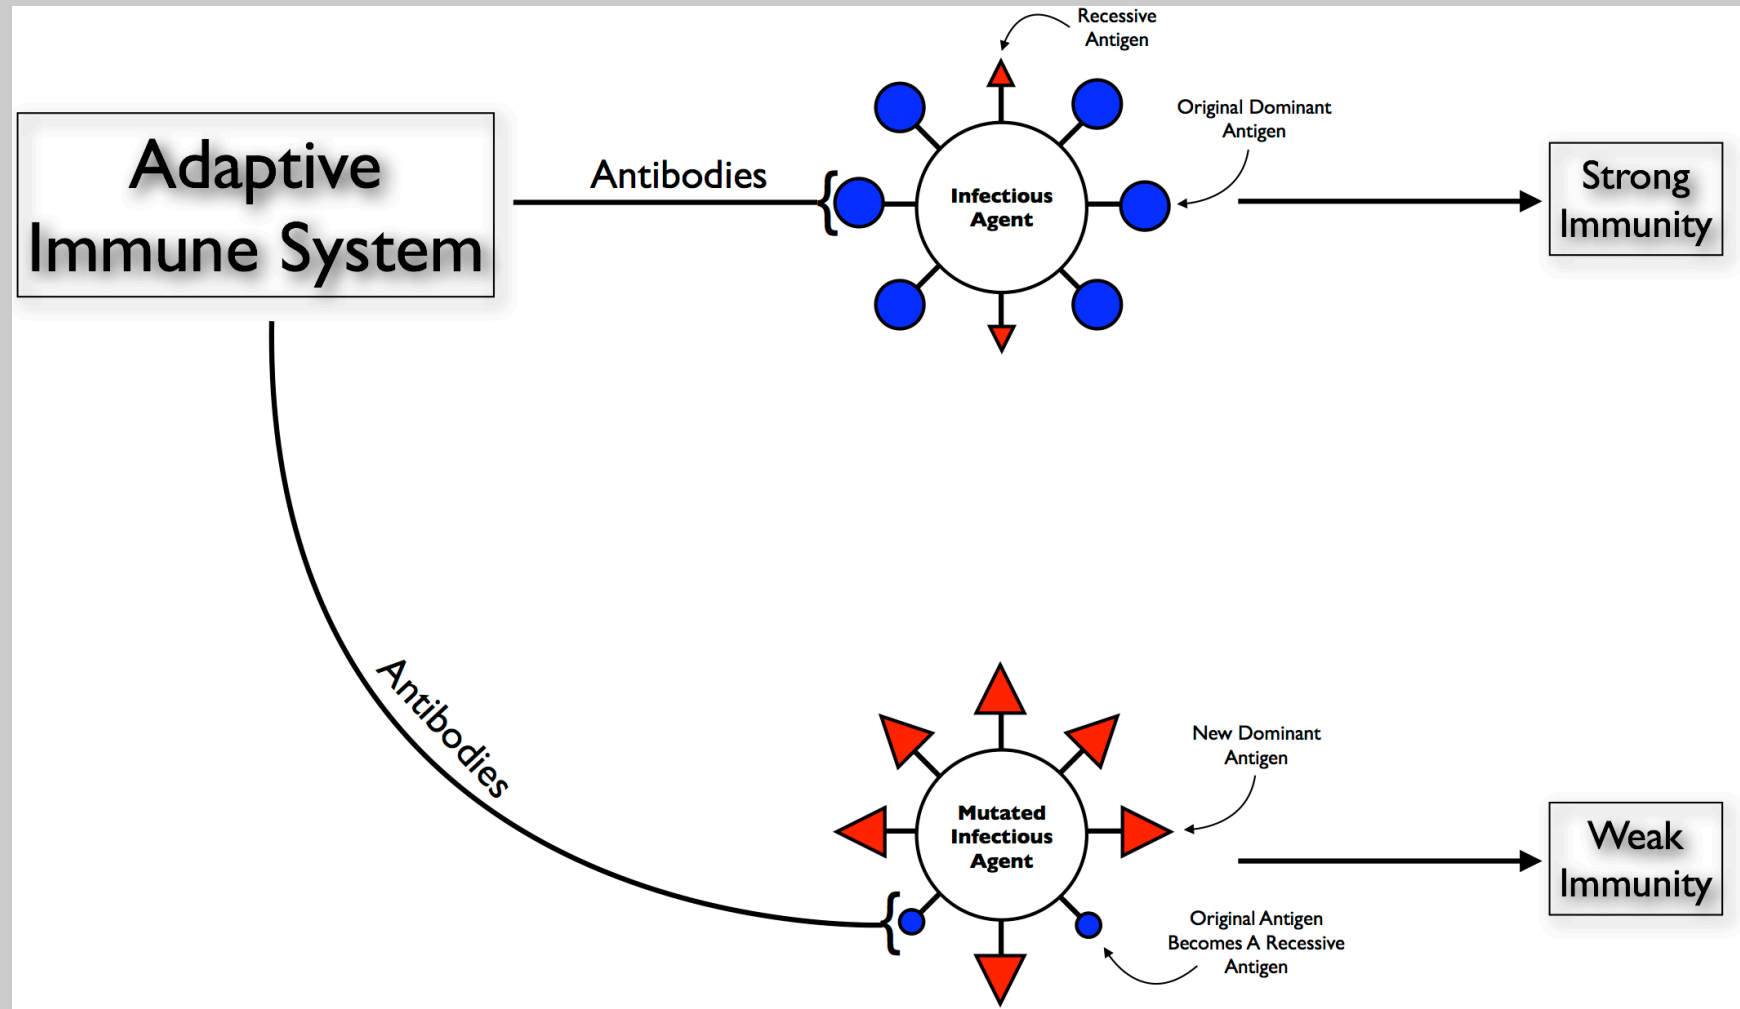 Recessive
Antigen
Original Dominant
Antigen
Adaptive
Immune System
Antibodies
Infectious
Agent
Strong
Immunity
Antibodies
New Dominant
Antigen
Mutated
Infectious
Agent
Weak
Immunity
Original Antigen
Becomes A Recessive
Antigen